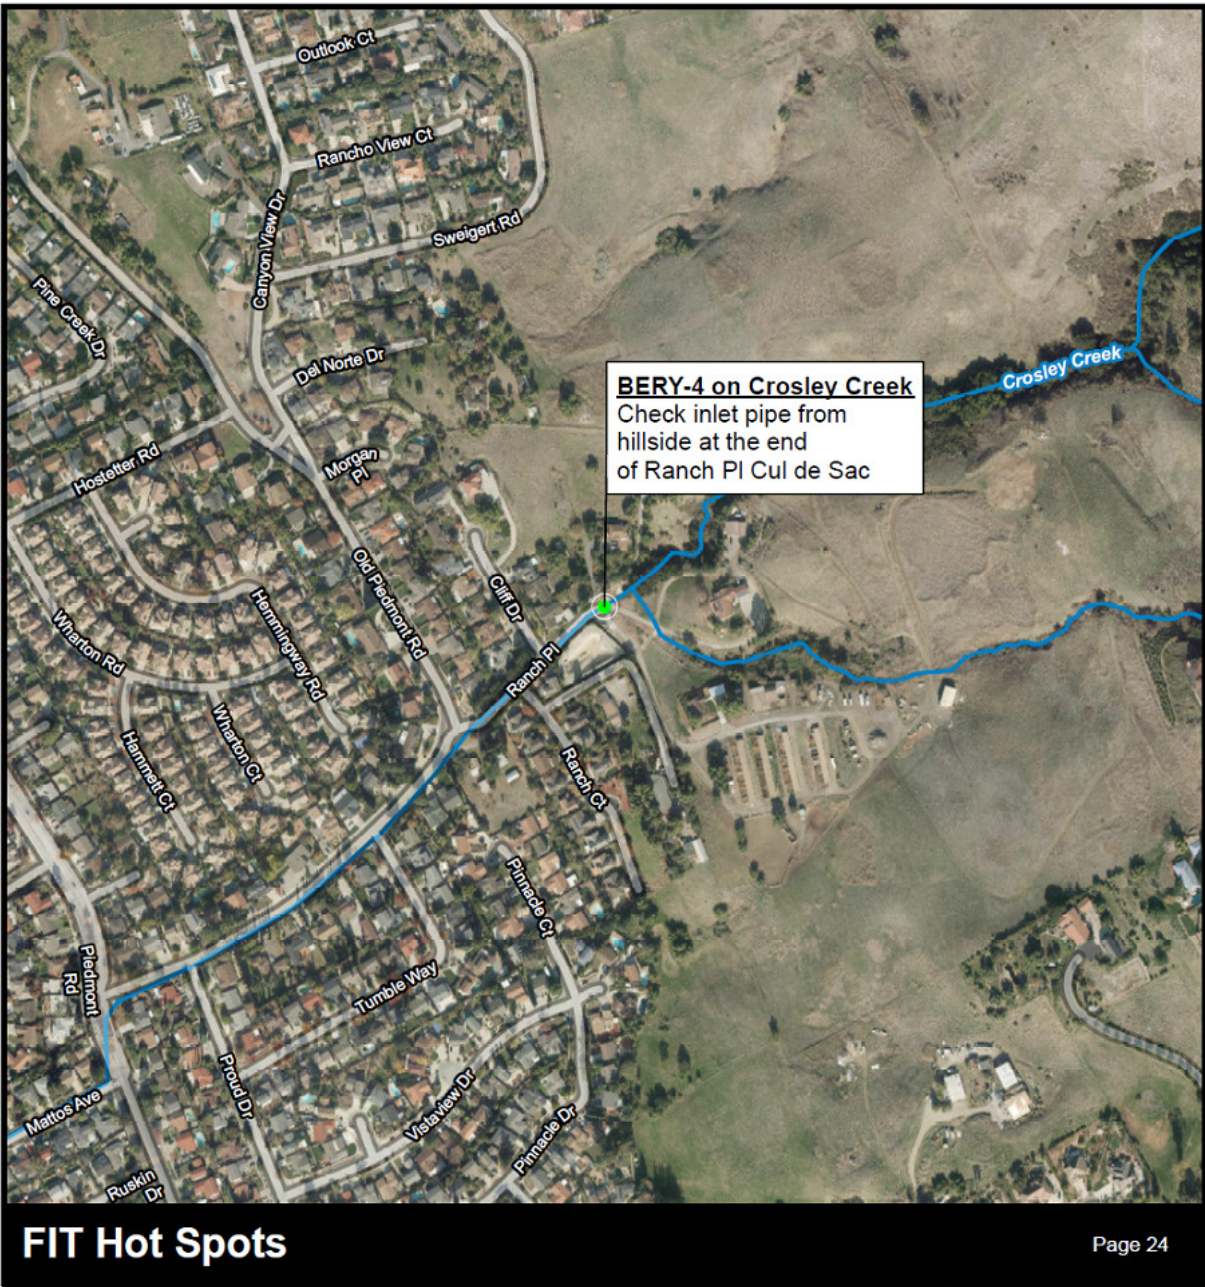 Outlook Ct
Rancho View Ct
Canyon View Dr
Sweigert Rd
Pine Creek Dr
Del Norte Dr
Crosley Creek
BERY-4 on Crosley Creek
Check inlet pipe from
hillside at the end
of Ranch Pl Cul de Sac
Hostetter Rd
Morgan
Pl
Old Piedmont Rd
Cliff Dr
Hemmingway Rd
Wharton Rd
Ranch Pl
Wharton Ct
Hammett Ct
Ranch Ct
Pinnacle Ct
Piedmont
Rd
Tumble Way
Proud Dr
Mattos Ave
Vistaview Dr
Pinnacle Dr
Ruskin
Dr
FIT Hot Spots
Page 24